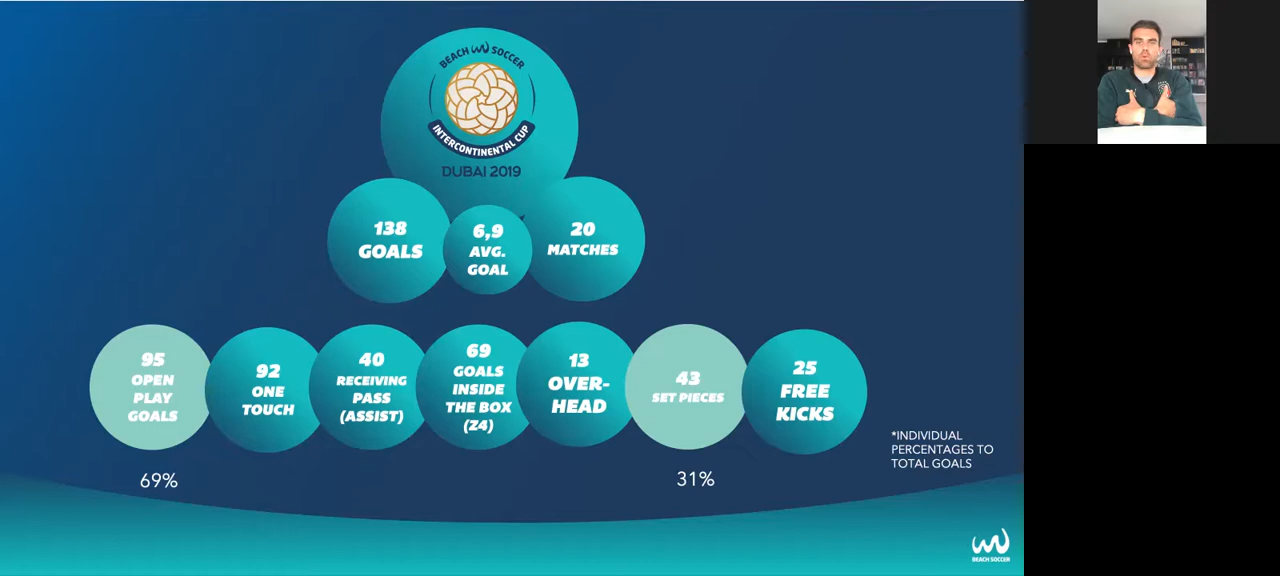 BEACH SOCCER
INTERCONTINENTAL CUP
DUBAI 2019
138
GOALS
6,9
AVG.
GOAL
20
MATCHES
95
OPEN
PLAY
GOALS
92
ONE
TOUCH
40
RECEIVING
PASS
(ASSIST)
69
GOALS
INSIDE
THE BOX
(Z4)
13
OVER-
HEAD
43
SET PIECES
25
FREE
KICKS
69%
31%
*INDIVIDUAL
PERCENTAGES TO
TOTAL GOALS
BEACH SOCCER